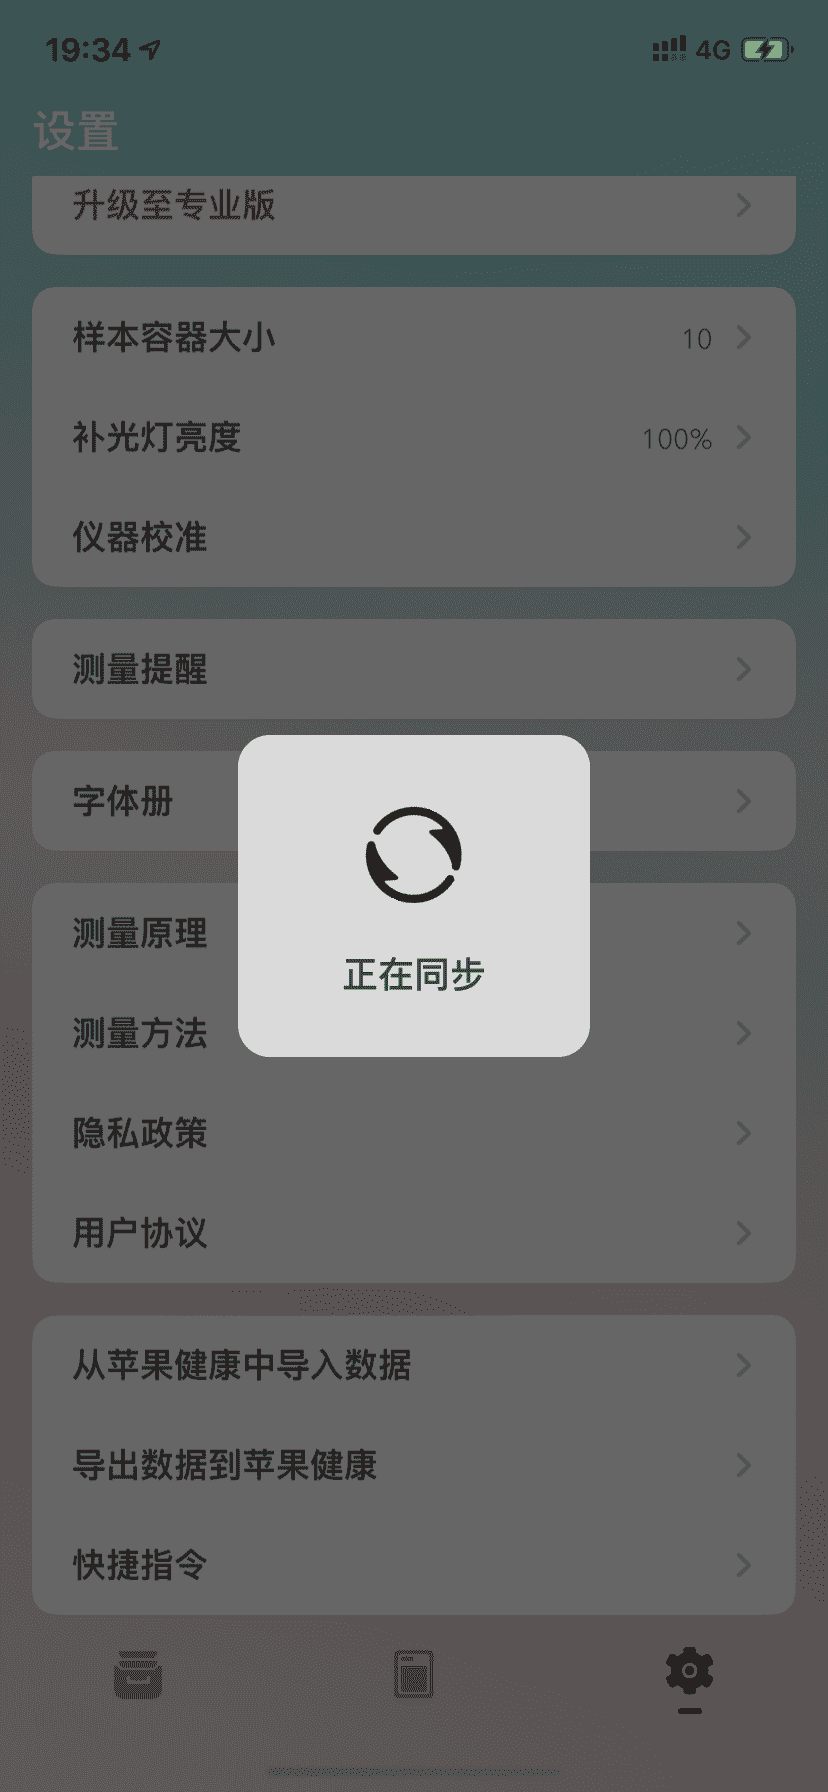 19:34
4G
设置
升级至专业版
样本容器大小 10
补光灯亮度 100%
仪器校准
测量提醒
字体册
正在同步
测量原理
测量方法
隐私政策
用户协议
从苹果健康中导入数据
导出数据到苹果健康
快捷指令